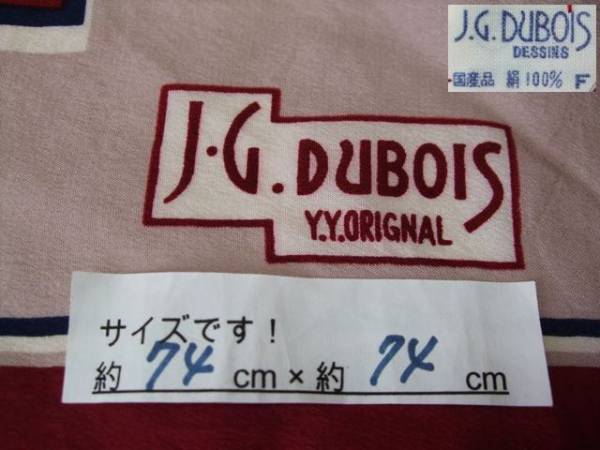 J.G. DUBOIS
DESSINS
国産品 絹100% F
J.G. DUBOIS
Y.Y.ORIGNAL
サイズです！
約 74 cm × 約 74 cm